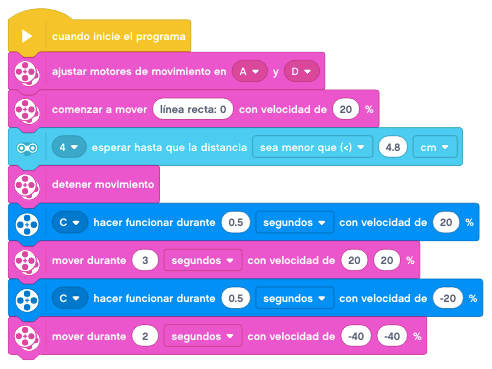 cuando inicie el programa
ajustar motores de movimiento en A y D
comenzar a mover línea recta: 0 con velocidad de 20 %
4 esperar hasta que la distancia sea menor que (<) 4.8 cm
detener movimiento
C hacer funcionar durante 0.5 segundos con velocidad de 20 %
mover durante 3 segundos con velocidad de 20 20 %
C hacer funcionar durante 0.5 segundos con velocidad de -20 %
mover durante 2 segundos con velocidad de -40 -40 %